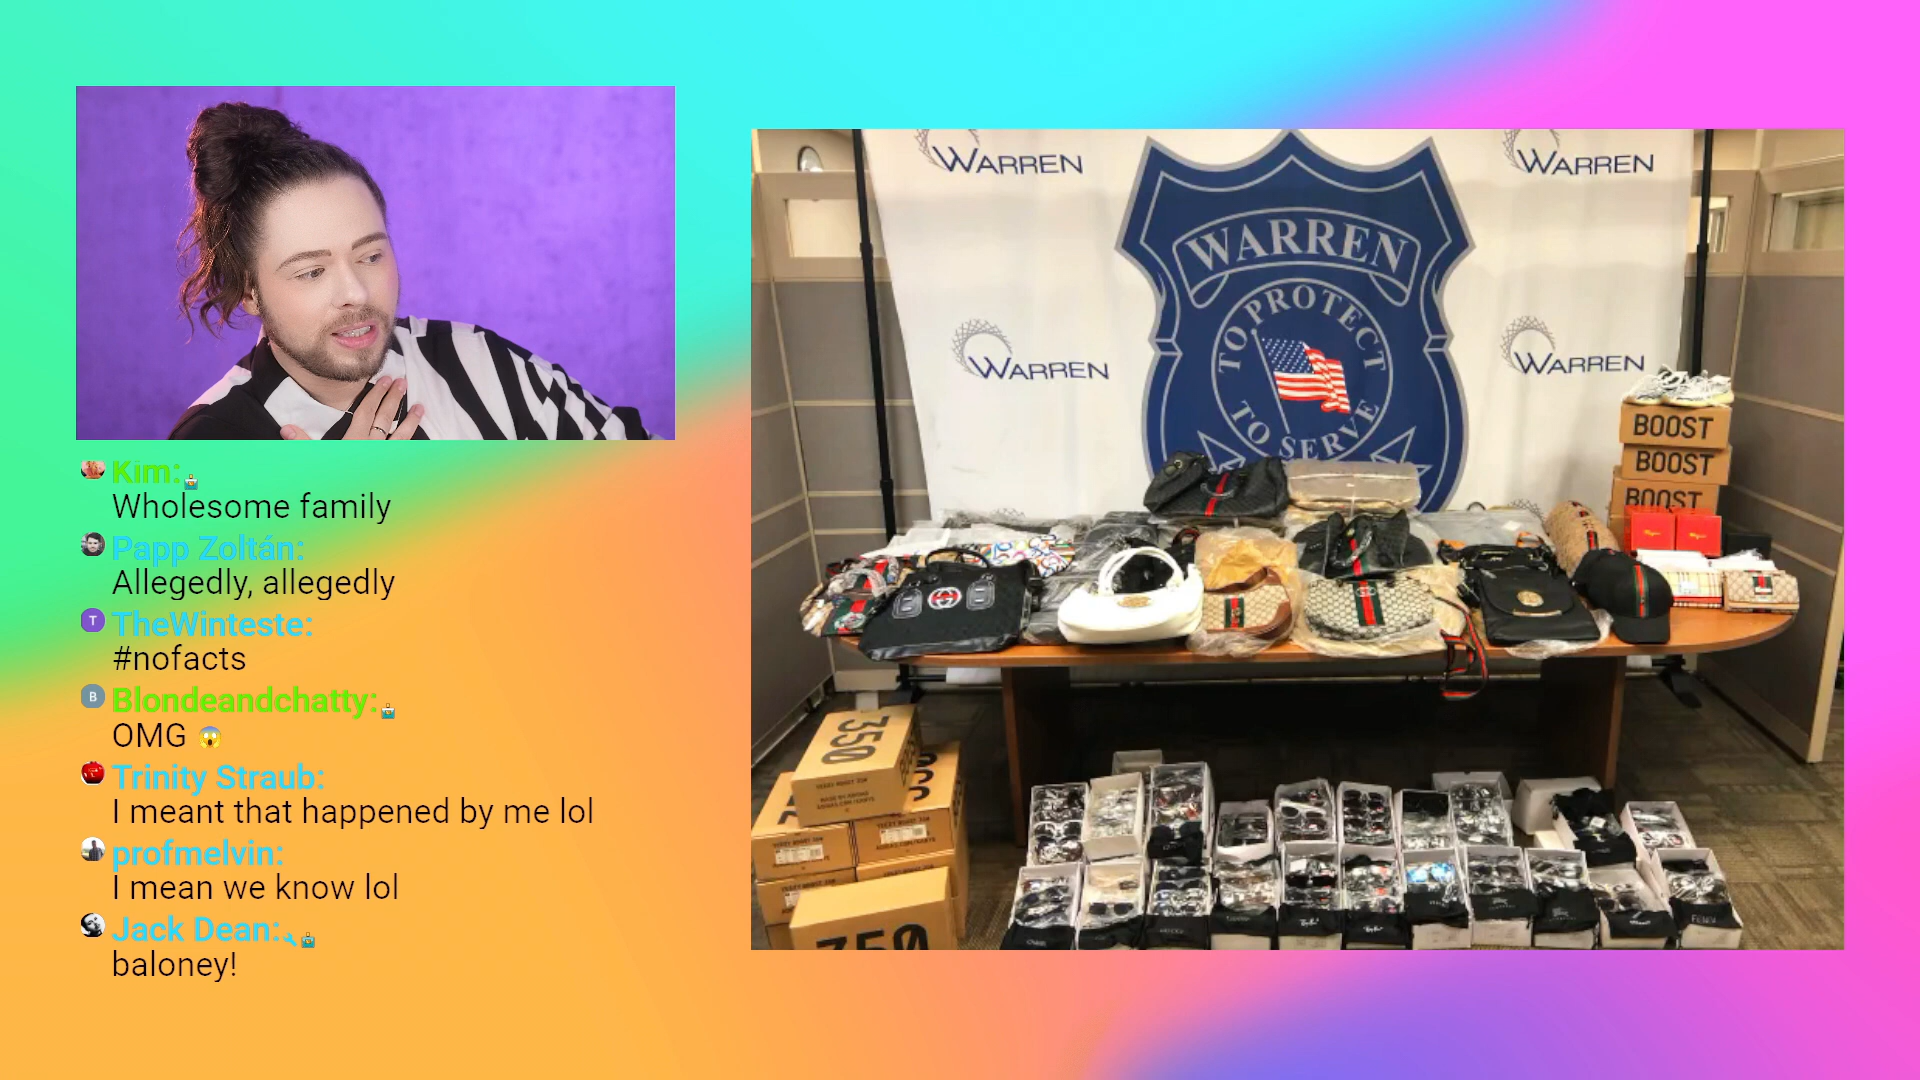 Kim:
Wholesome family
Papp Zoltán:
Allegedly, allegedly
T
TheWinteste:
#nofacts
B
Blondeandchatty:
OMG 😱
Trinity Straub:
I meant that happened by me lol
profmelvin:
I mean we know lol
Jack Dean:
baloney!
WARREN
WARREN
WARREN
TO PROTECT
TO SERVE
WARREN
WARREN
BOOST
BOOST
BOOST
350
350
FENDI